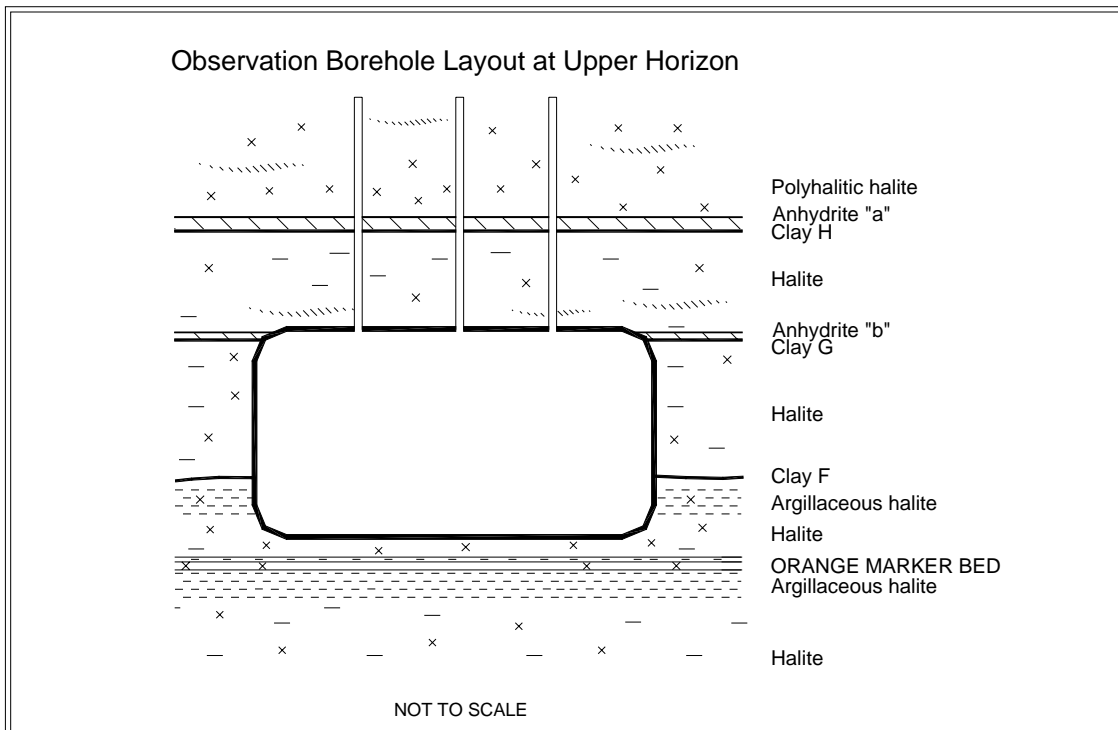 Observation Borehole Layout at Upper Horizon
Polyhalitic halite
Anhydrite "a"
Clay H
Halite
Anhydrite "b"
Clay G
Halite
Clay F
Argillaceous halite
Halite
ORANGE MARKER BED
Argillaceous halite
Halite
NOT TO SCALE